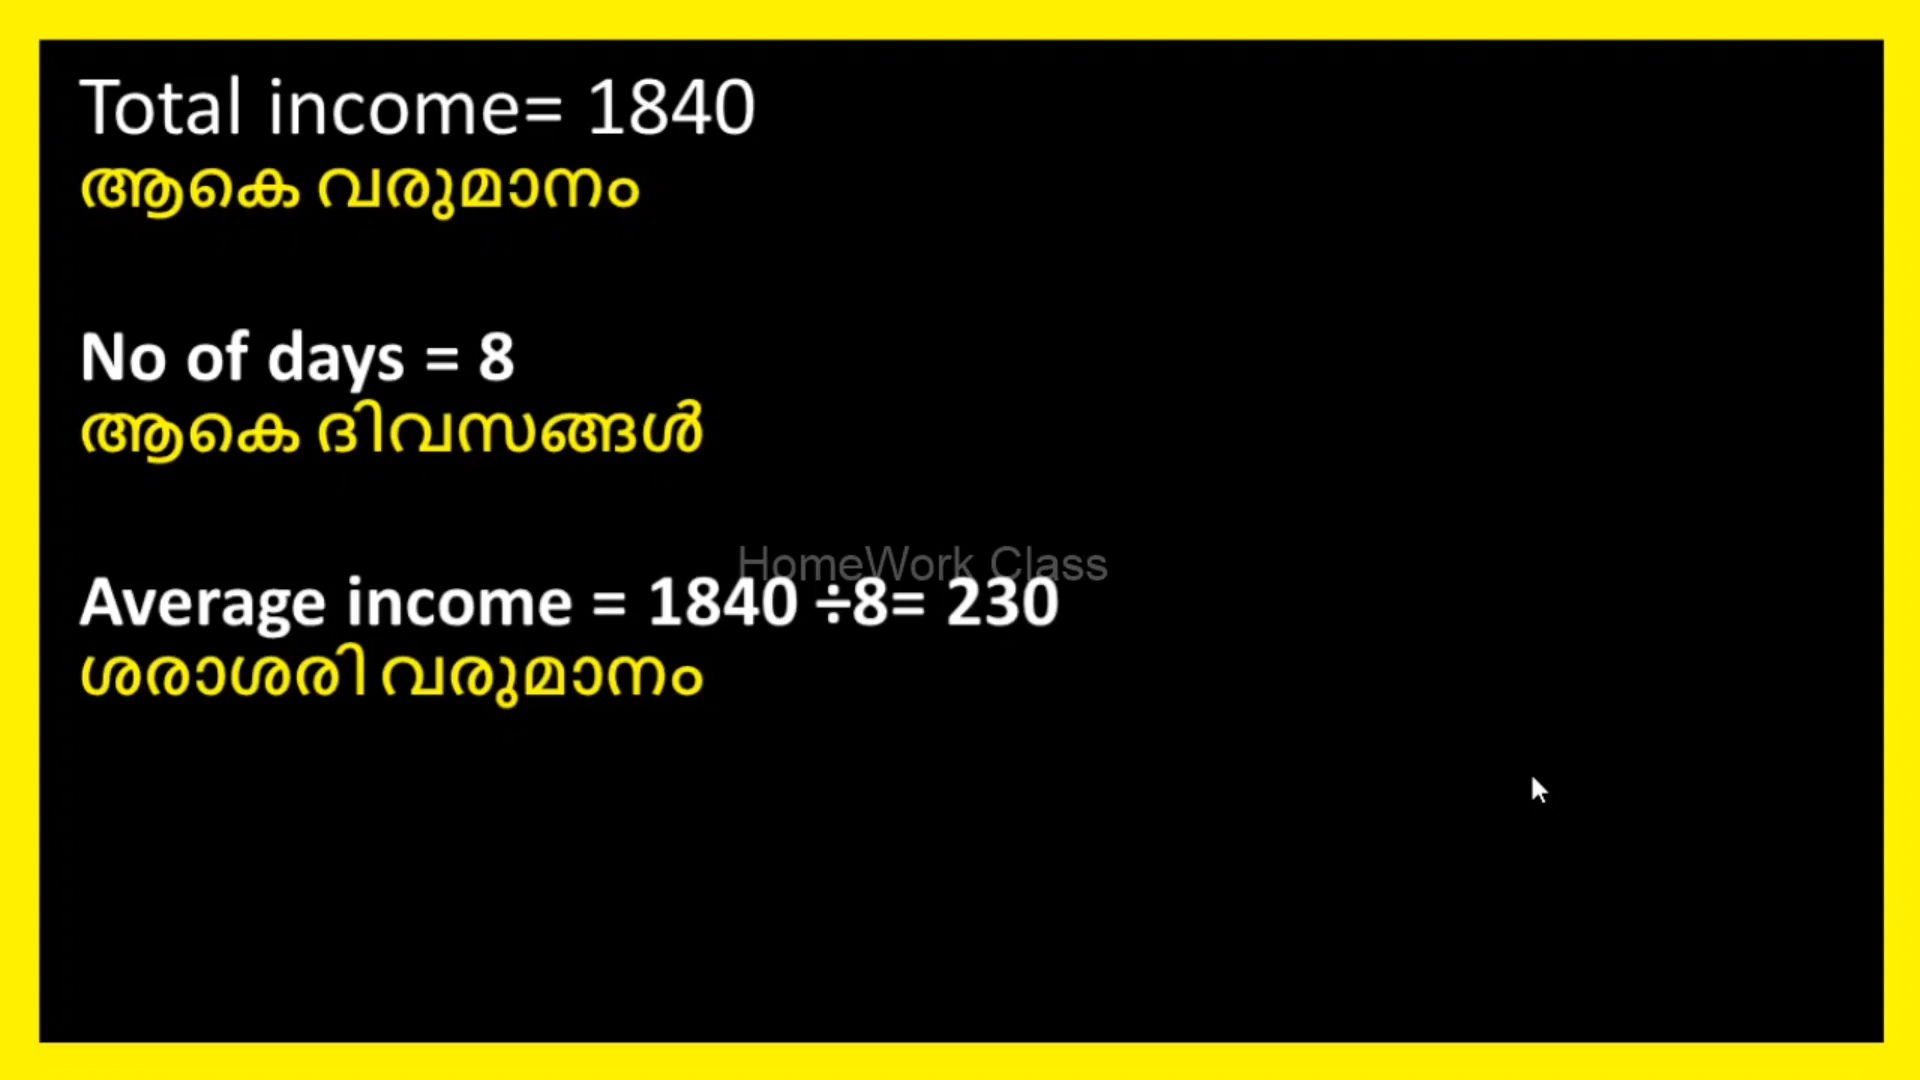 Total income= 1840
ആകെ വരുമാനം
No of days = 8
ആകെ ദിവസങ്ങൾ
HomeWork Class
Average income = 1840 ÷8= 230
ശരാശരി വരുമാനം